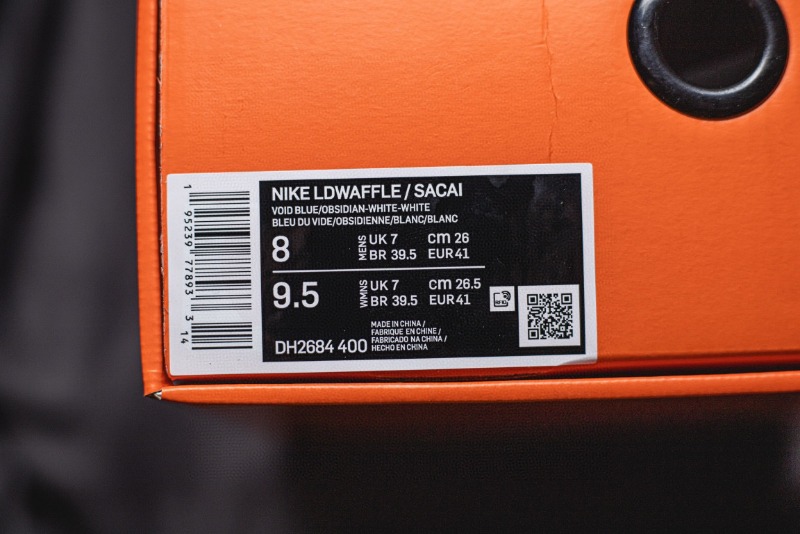 NIKE LDWAFFLE / SACAI
VOID BLUE/OBSIDIAN-WHITE-WHITE
BLEU DU VIDE/OBSIDIENNE/BLANC/BLANC
8
MENS
UK 7 cm 26
BR 39.5 EUR 41
9.5
WMNS
UK 7 cm 26.5
BR 39.5 EUR 41
RFID
DH2684 400
MADE IN CHINA /
FABRIQUE EN CHINE /
FABRICADO NA CHINA /
HECHO EN CHINA
1 95239 77893 3 14